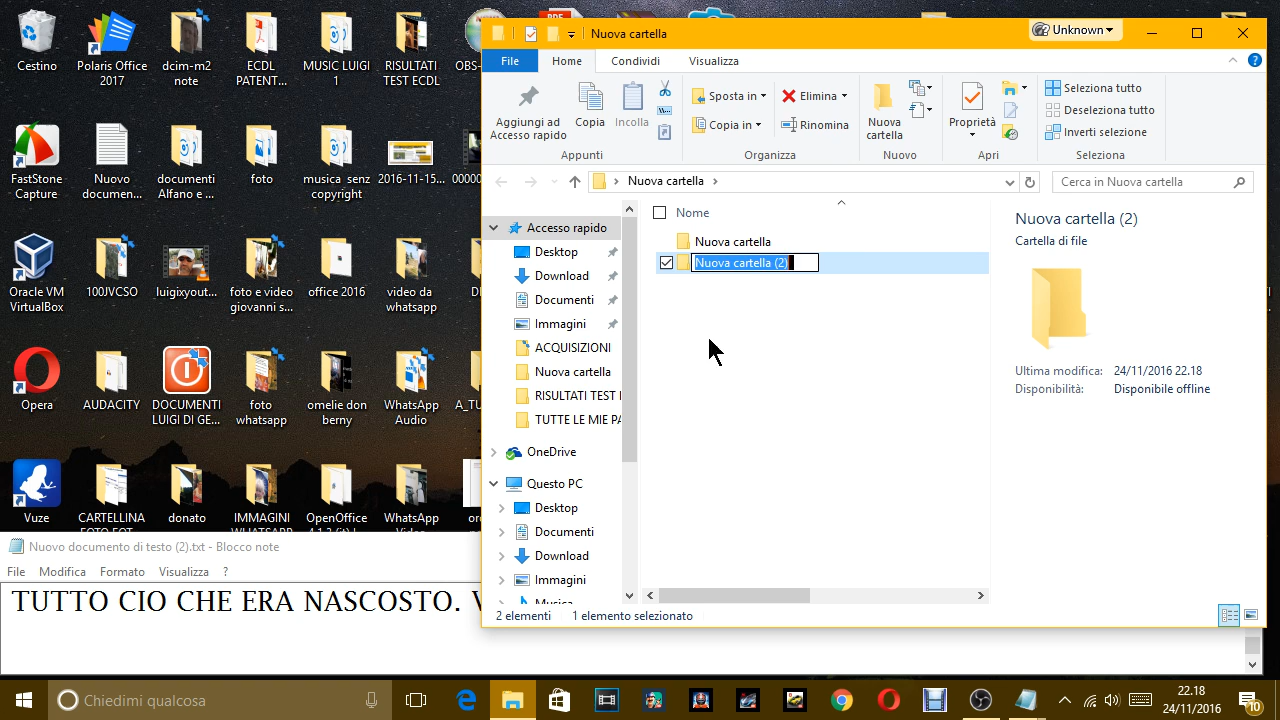 Cestino
Polaris Office 2017
dcim-m2 note
ECDL PATENT...
MUSIC LUIGI 1
RISULTATI TEST ECDL
OBS-
FastStone Capture
Nuovo documen...
documenti Alfano e ...
foto
musica senz copyright
2016-11-15...
00000
Oracle VM VirtualBox
100JVCSO
luigixyout...
foto e video giovanni s...
office 2016
video da whatsapp
Opera
AUDACITY
DOCUMENTI LUIGI DI GE...
foto whatsapp
omelie don berny
WhatsApp Audio
A_TU
Vuze
CARTELLINA
donato
IMMAGINI WHATSAPP
OpenOffice
WhatsApp Video
Nuova cartella
Unknown
File
Home
Condividi
Visualizza
Aggiungi ad Accesso rapido
Copia
Incolla
Appunti
Sposta in
Copia in
Elimina
Rinomina
Organizza
Nuova cartella
Nuovo
Proprietà
Apri
Seleziona tutto
Deseleziona tutto
Inverti selezione
Seleziona
Nuova cartella
Cerca in Nuova cartella
Accesso rapido
Desktop
Download
Documenti
Immagini
ACQUISIZIONI
Nuova cartella
RISULTATI TEST
TUTTE LE MIE PA
OneDrive
Questo PC
Desktop
Documenti
Download
Immagini
Musica
Nome
Nuova cartella
Nuova cartella (2)
Nuova cartella (2)
Cartella di file
Ultima modifica: 24/11/2016 22.18
Disponibilità: Disponibile offline
2 elementi
1 elemento selezionato
Nuovo documento di testo (2).txt - Blocco note
File Modifica Formato Visualizza ?
TUTTO CIO CHE ERA NASCOSTO. V
Chiedimi qualcosa
22.18
24/11/2016
10